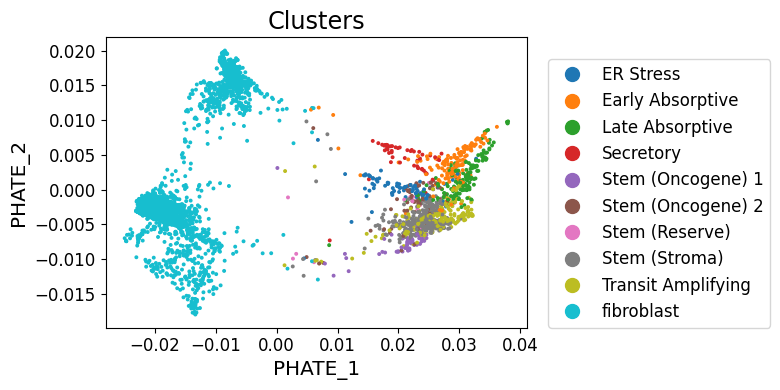 Clusters
0.020
0.015
0.010
0.005
0.000
−0.005
−0.010
−0.015
PHATE_2
−0.02 −0.01 0.00 0.01 0.02 0.03 0.04
PHATE_1
ER Stress
Early Absorptive
Late Absorptive
Secretory
Stem (Oncogene) 1
Stem (Oncogene) 2
Stem (Reserve)
Stem (Stroma)
Transit Amplifying
fibroblast